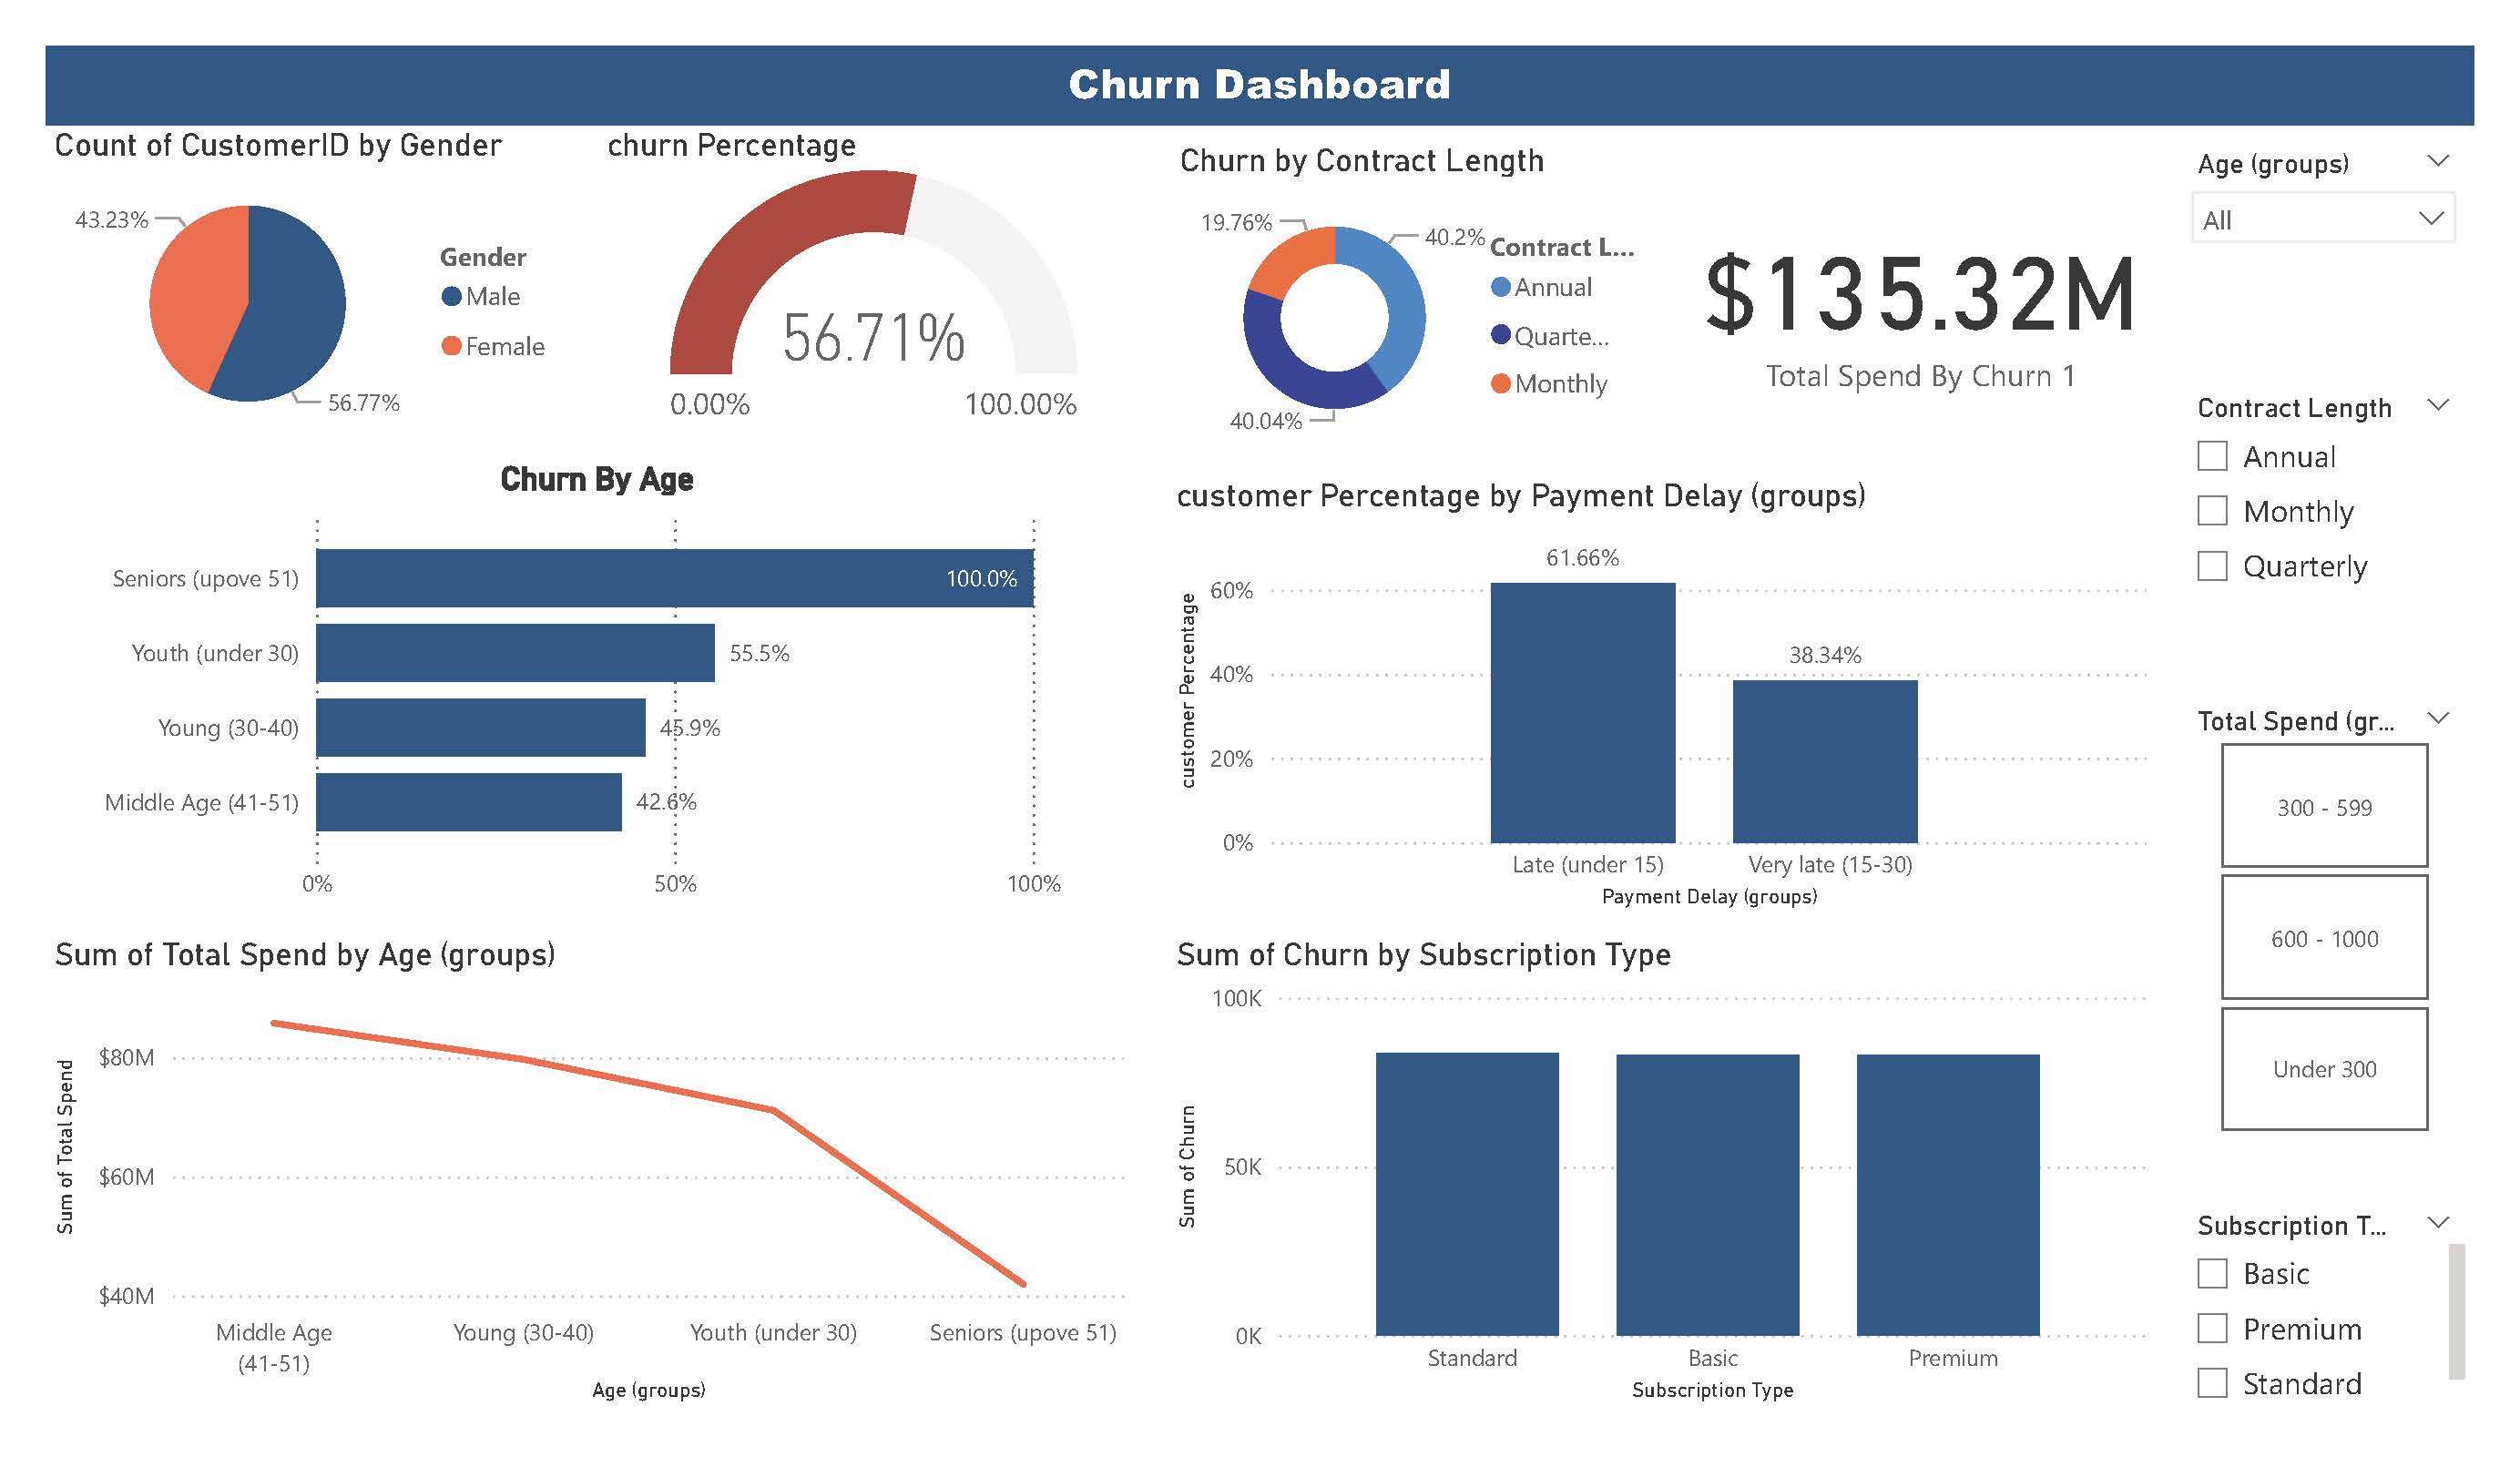 Churn Dashboard
Count of CustomerID by Gender
43.23%
56.77%
Gender
Male
Female
churn Percentage
56.71%
0.00%
100.00%
Churn by Contract Length
19.76%
40.2%
40.04%
Contract L...
Annual
Quarte...
Monthly
$135.32M
Total Spend By Churn 1
Age (groups)
All
Contract Length
Annual
Monthly
Quarterly
Churn By Age
Seniors (upove 51)
100.0%
Youth (under 30)
55.5%
Young (30-40)
45.9%
Middle Age (41-51)
42.6%
0%
50%
100%
customer Percentage by Payment Delay (groups)
customer Percentage
60%
40%
20%
0%
61.66%
38.34%
Late (under 15)
Very late (15-30)
Payment Delay (groups)
Total Spend (gr...
300 - 599
600 - 1000
Under 300
Sum of Total Spend by Age (groups)
Sum of Total Spend
$80M
$60M
$40M
Middle Age
(41-51)
Young (30-40)
Youth (under 30)
Seniors (upove 51)
Age (groups)
Sum of Churn by Subscription Type
Sum of Churn
100K
50K
0K
Standard
Basic
Premium
Subscription Type
Subscription T...
Basic
Premium
Standard